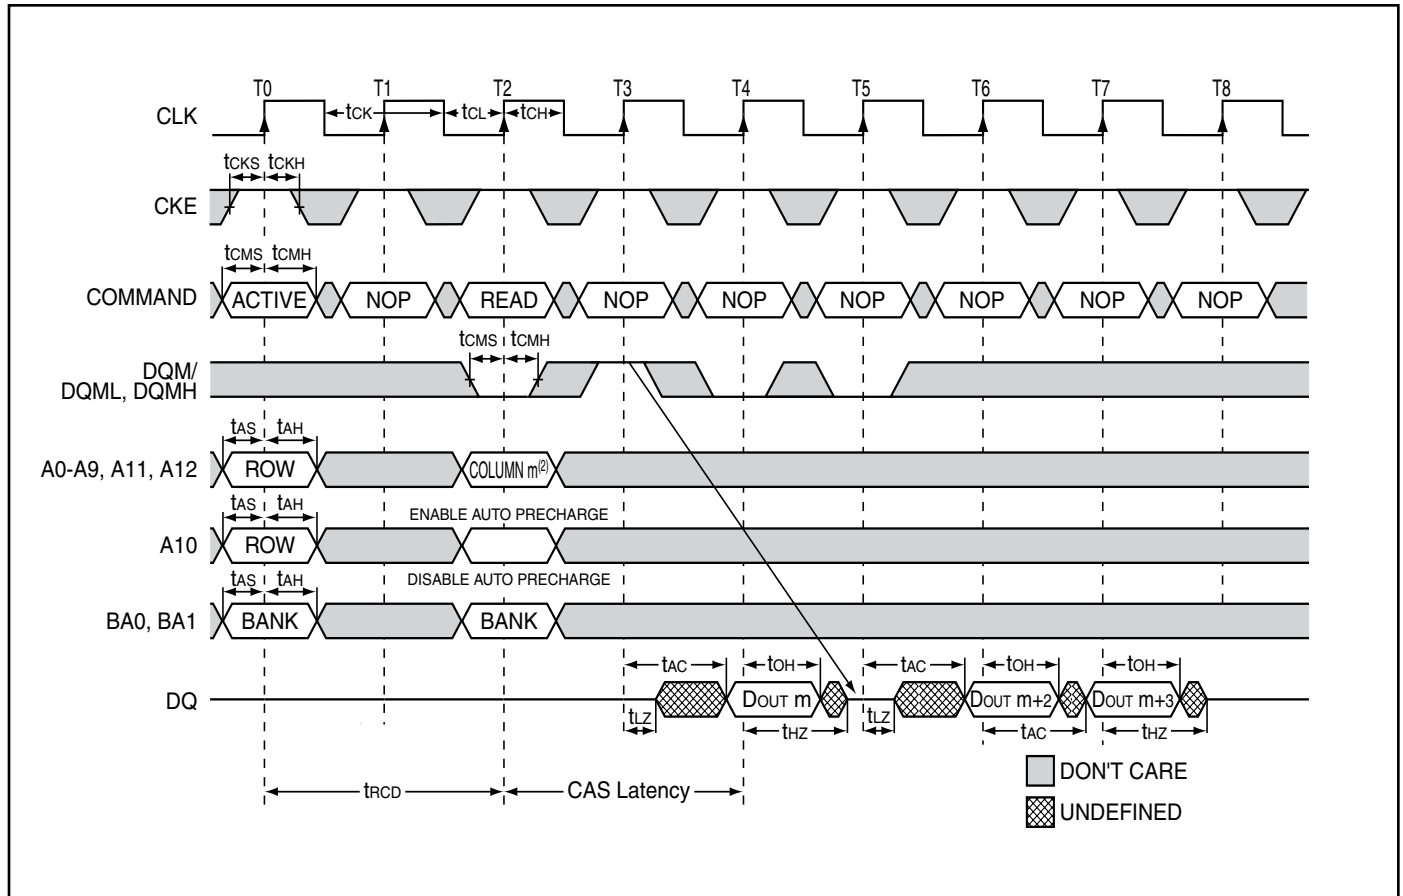 T0 T1 T2 T3 T4 T5 T6 T7 T8
CLK tCK tCL tCH
tCKS tCKH
CKE
tCMS tCMH
COMMAND ACTIVE NOP READ NOP NOP NOP NOP NOP NOP
tCMS tCMH
DQM/
DQML, DQMH
tAS tAH
A0-A9, A11, A12 ROW COLUMN m(2)
tAS tAH ENABLE AUTO PRECHARGE
A10 ROW
tAS tAH DISABLE AUTO PRECHARGE
BA0, BA1 BANK BANK
tAC tOH tAC tOH tOH
DQ DOUT m DOUT m+2 DOUT m+3
tLZ tHZ tLZ tAC tHZ
DON'T CARE
tRCD CAS Latency
UNDEFINED